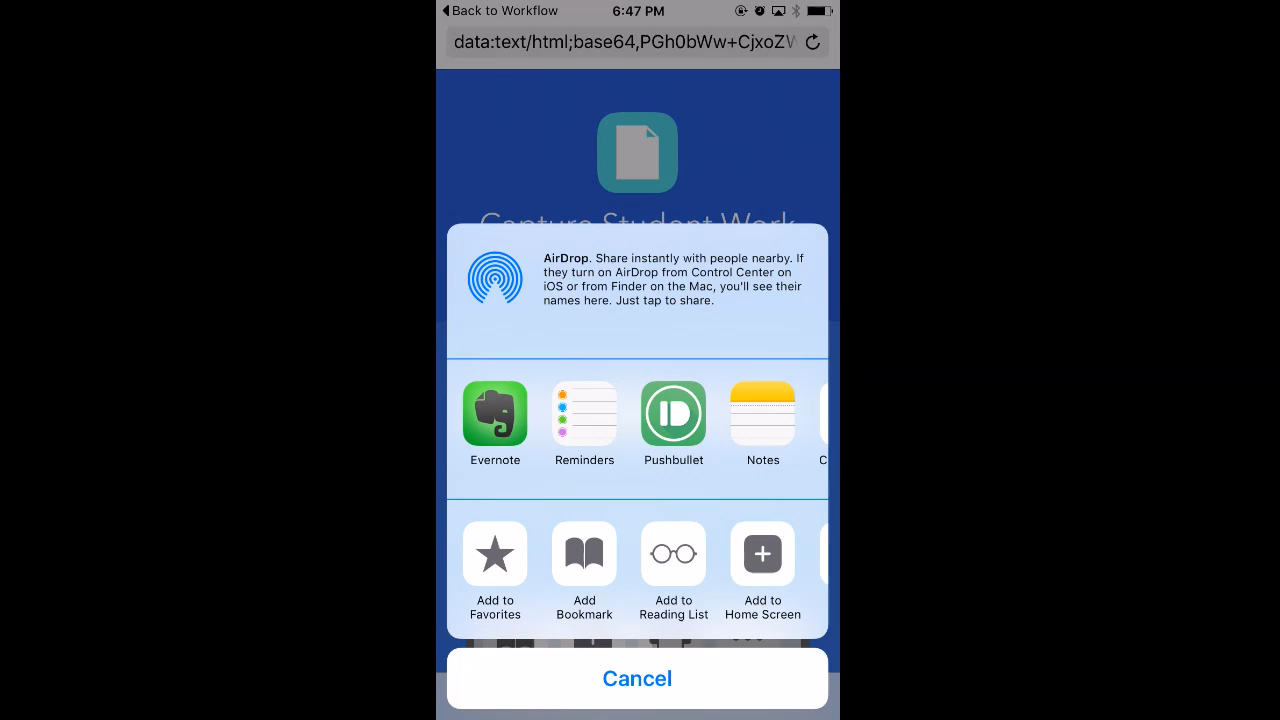 Back to Workflow
6:47 PM
data:text/html;base64,PGh0bWw+CjxoZW
Capture Student Work
AirDrop. Share instantly with people nearby. If
they turn on AirDrop from Control Center on
iOS or from Finder on the Mac, you'll see their
names here. Just tap to share.
Evernote
Reminders
Pushbullet
Notes
C
Add to
Favorites
Add
Bookmark
Add to
Reading List
Add to
Home Screen
Cancel